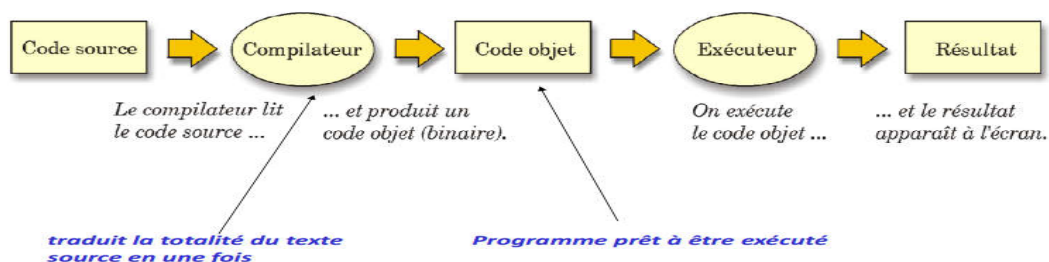 Code source
Compilateur
Code objet
Exécuteur
Résultat
Le compilateur lit
le code source ...
... et produit un
code objet (binaire).
On exécute
le code objet ...
... et le résultat
apparaît à l'écran.
traduit la totalité du texte
source en une fois
Programme prêt à être exécuté